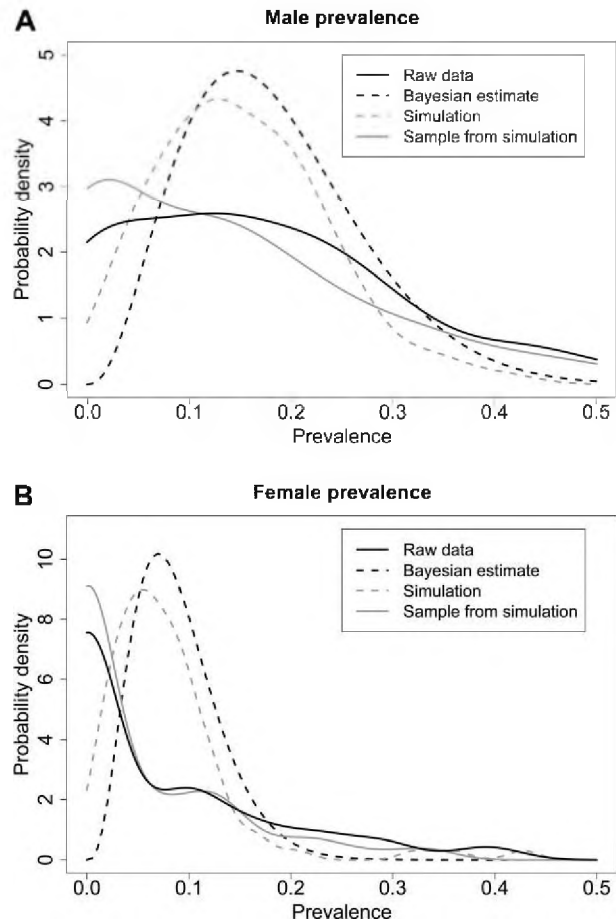 A
Male prevalence
Raw data
Bayesian estimate
Simulation
Sample from simulation
Probability density
5
4
3
2
1
0
0.0 0.1 0.2 0.3 0.4 0.5
Prevalence
B
Female prevalence
Raw data
Bayesian estimate
Simulation
Sample from simulation
Probability density
10
8
6
4
2
0
0.0 0.1 0.2 0.3 0.4 0.5
Prevalence